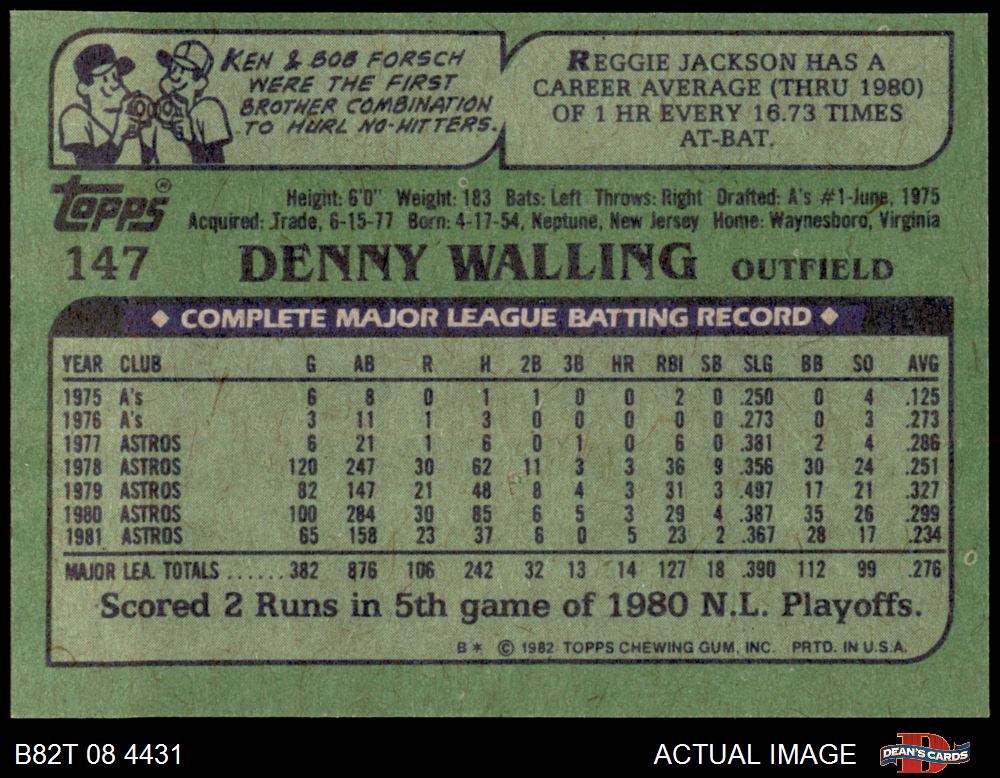 KEN & BOB FORSCH
WERE THE FIRST
BROTHER COMBINATION
TO HURL NO-HITTERS.
REGGIE JACKSON HAS A
CAREER AVERAGE (THRU 1980)
OF 1 HR EVERY 16.73 TIMES
AT-BAT.
Topps®
Height: 6'0" Weight: 183 Bats: Left Throws: Right Drafted: A's #1-June, 1975
Acquired: Trade, 6-15-77 Born: 4-17-54, Neptune, New Jersey Home: Waynesboro, Virginia
147 DENNY WALLING OUTFIELD
◆ COMPLETE MAJOR LEAGUE BATTING RECORD ◆
YEAR CLUB G AB R H 2B 3B HR RBI SB SLG BB SO AVG
1975 A's 6 8 0 1 1 0 0 2 0 .250 0 4 .125
1976 A's 3 11 1 3 0 0 0 0 0 .273 0 3 .273
1977 ASTROS 6 21 1 6 0 1 0 6 0 .381 2 4 .286
1978 ASTROS 120 247 30 62 11 3 3 36 9 .356 30 24 .251
1979 ASTROS 82 147 21 48 8 4 3 31 3 .497 17 21 .327
1980 ASTROS 100 284 30 85 6 5 3 29 4 .387 35 26 .299
1981 ASTROS 65 158 23 37 6 0 5 23 2 .367 28 17 .234
MAJOR LEA. TOTALS ...... 382 876 106 242 32 13 14 127 18 .390 112 99 .276
Scored 2 Runs in 5th game of 1980 N.L. Playoffs.
B* © 1982 TOPPS CHEWING GUM, INC. PRTD. IN U.S.A.
B82T 08 4431 ACTUAL IMAGE DEAN'S CARDS